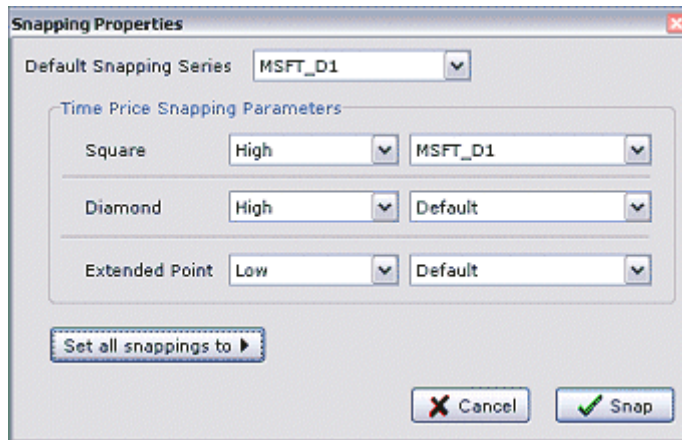 Snapping Properties
Default Snapping Series MSFT_D1
Time Price Snapping Parameters
Square High MSFT_D1
Diamond High Default
Extended Point Low Default
Set all snappings to
Cancel Snap